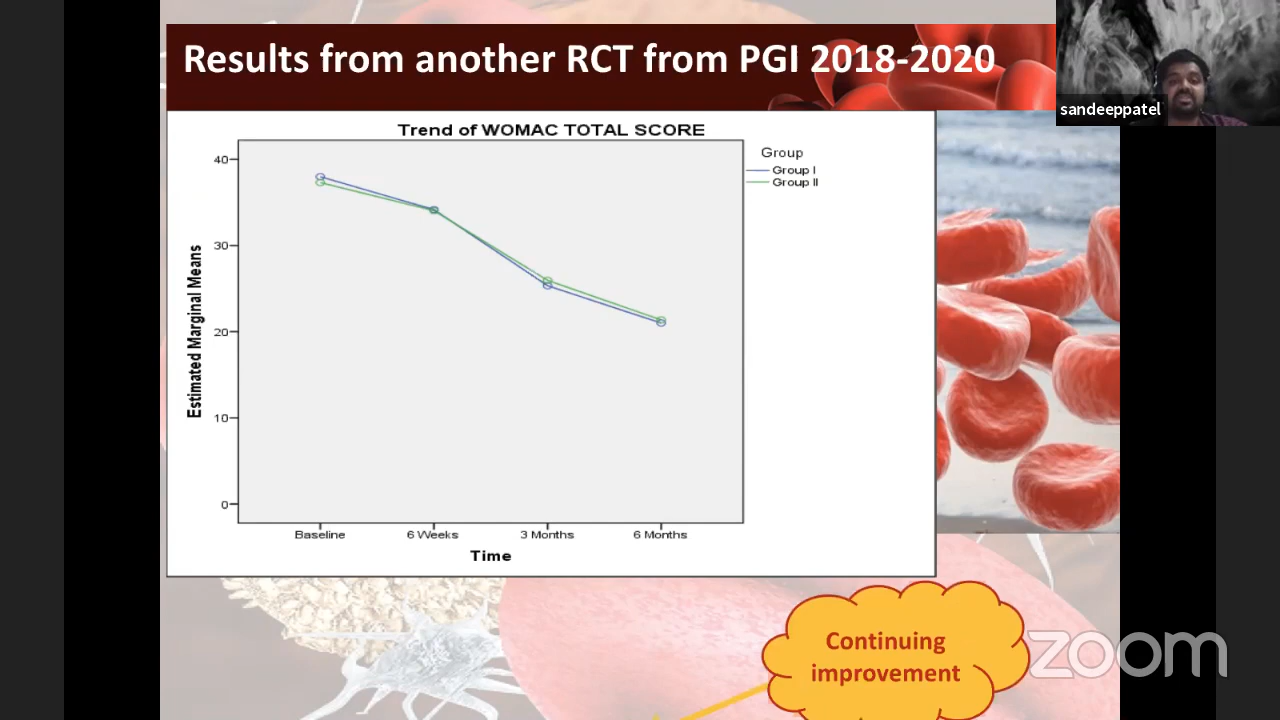 Results from another RCT from PGI 2018-2020
sandeeppatel
Trend of WOMAC TOTAL SCORE
Group
Group I
Group II
Estimated Marginal Means
40
30
20
10
0
Baseline
6 Weeks
3 Months
6 Months
Time
Continuing
improvement
zoom